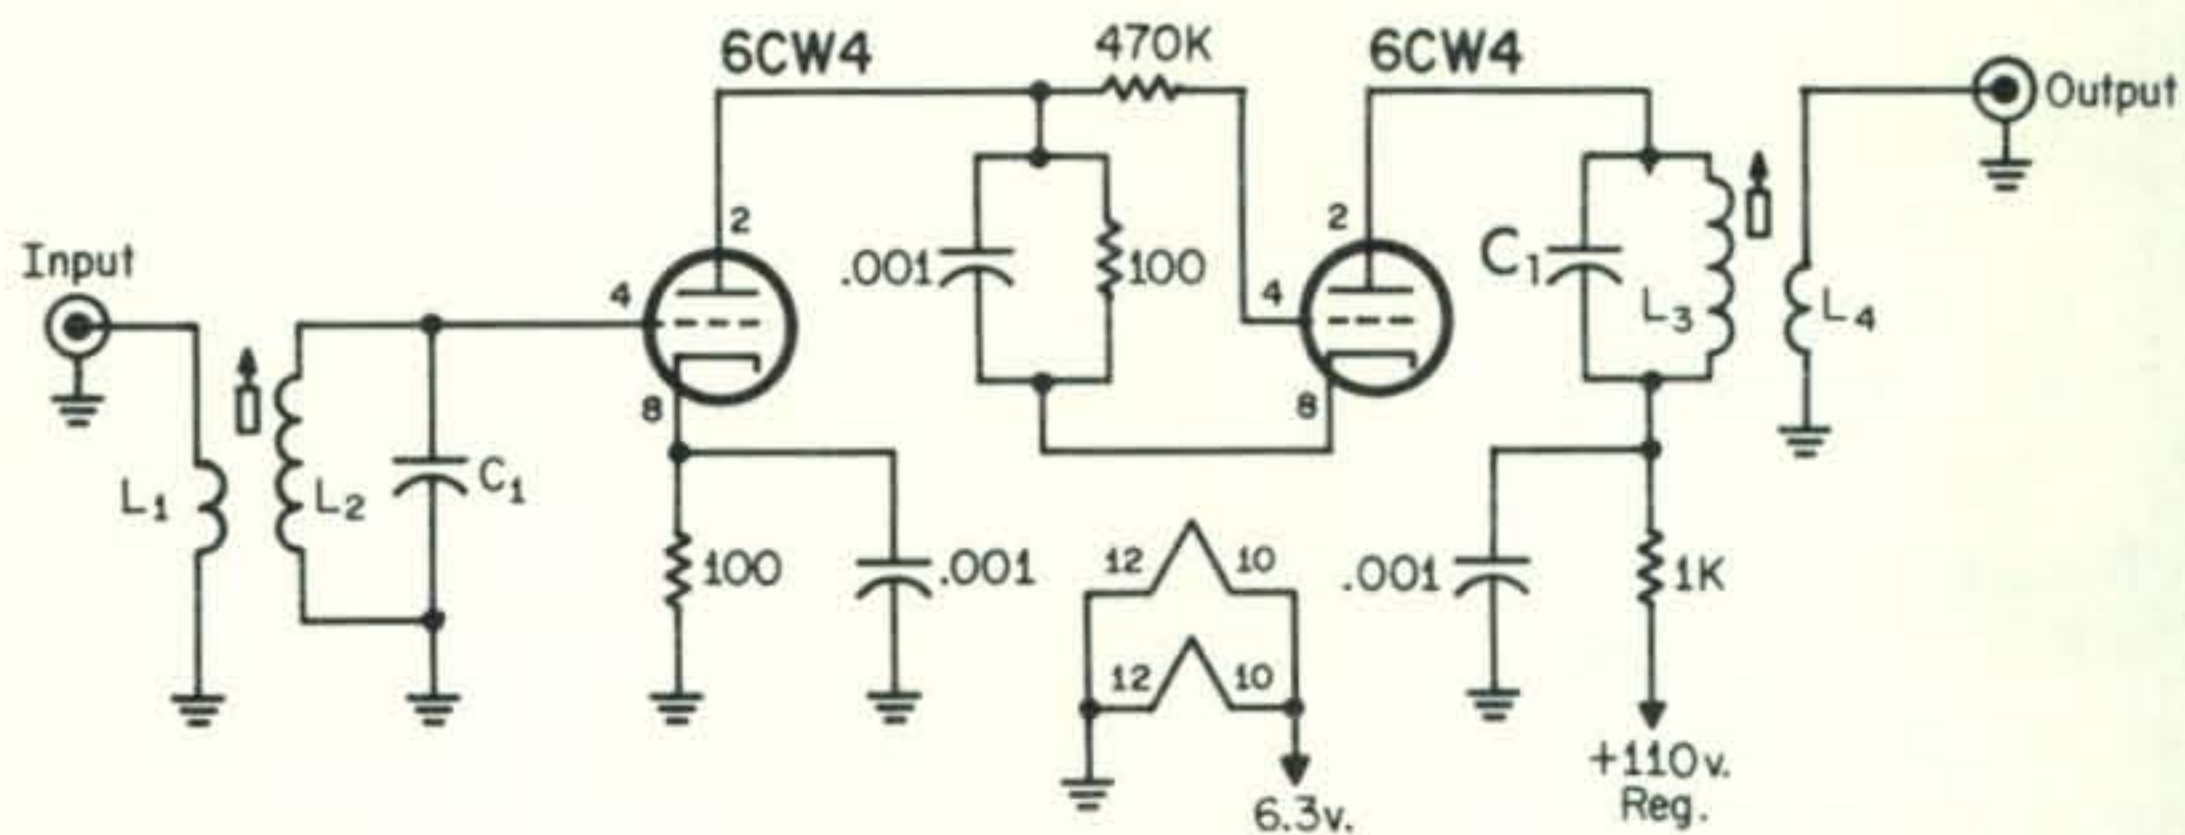 6CW4
470K
6CW4
Output
2
2
Input
4
.001
100
4
C1
L3
L4
8
8
L1
L2
C1
100
.001
12
10
.001
1K
12
10
+110v.
Reg.
6.3v.